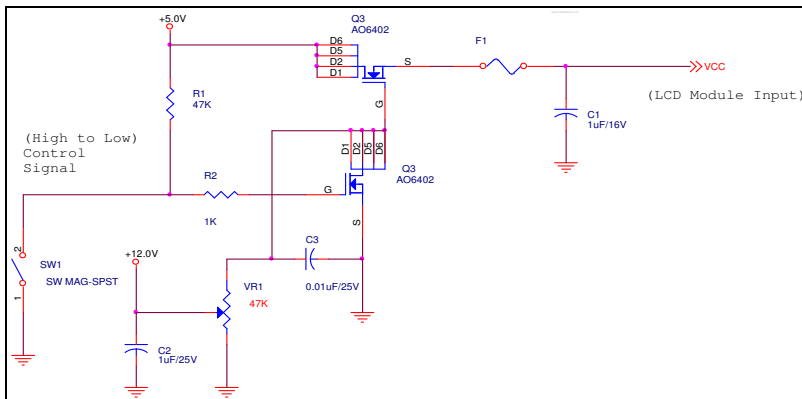 +5.0V
Q3
AO6402
D6
D5
D2
D1
S
G
F1
VCC
(LCD Module Input)
C1
1uF/16V
R1
47K
(High to Low)
Control
Signal
R2
1K
D1
D2
D5
D6
G
S
Q3
AO6402
2
SW1
SW MAG-SPST
1
+12.0V
C3
0.01uF/25V
VR1
47K
C2
1uF/25V